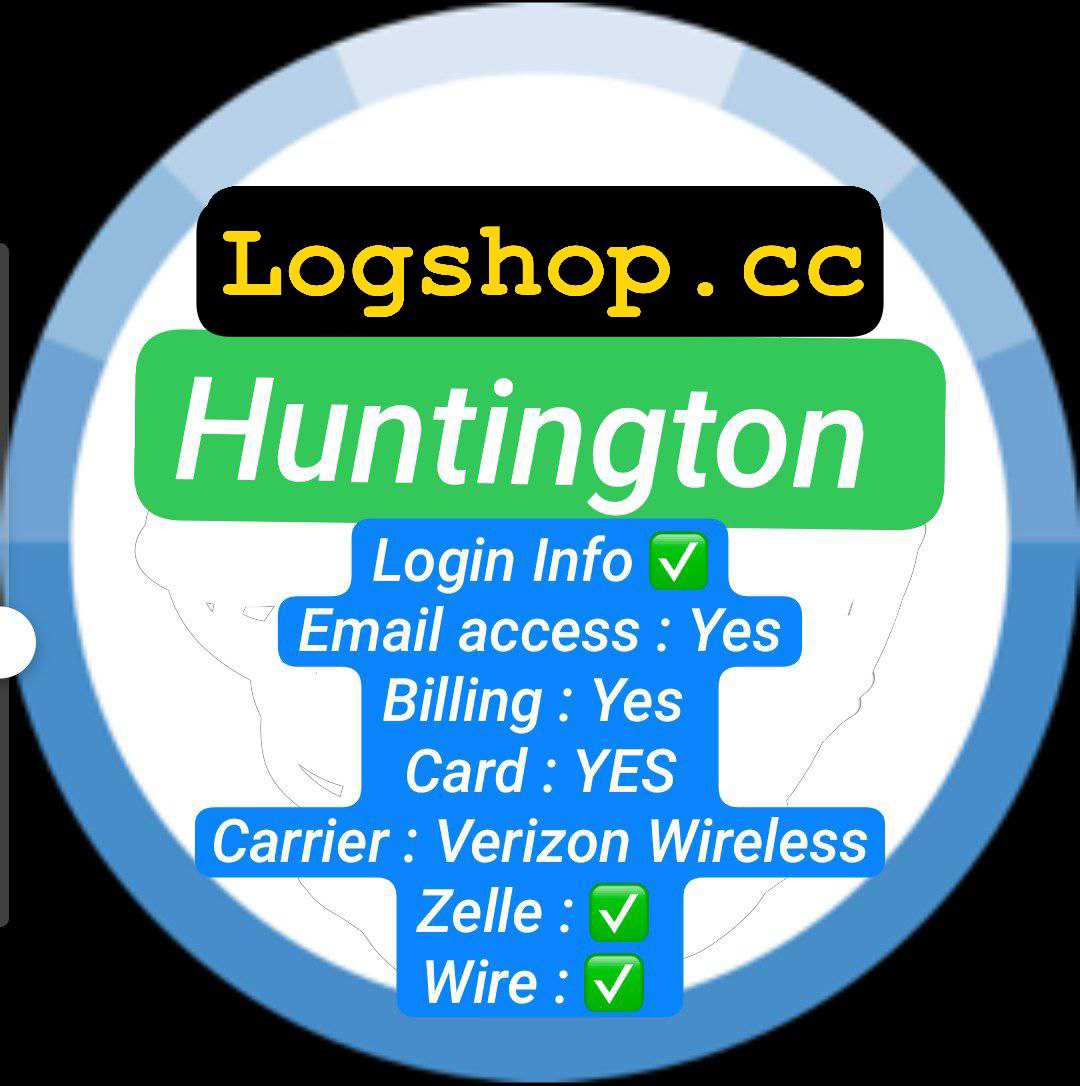 Logshop.cc
Huntington
Login Info ✅
Email access : Yes
Billing : Yes
Card : YES
Carrier : Verizon Wireless
Zelle : ✅
Wire : ✅